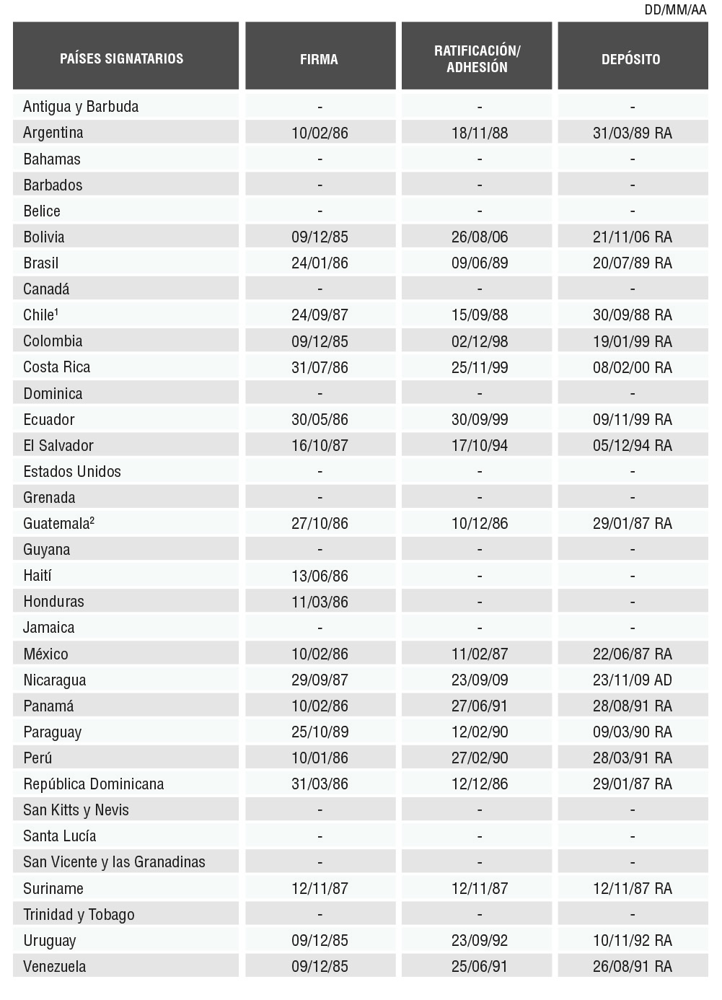 DD/MM/AA
PAÍSES SIGNATARIOS FIRMA RATIFICACIÓN/ ADHESIÓN DEPÓSITO
Antigua y Barbuda - - -
Argentina 10/02/86 18/11/88 31/03/89 RA
Bahamas - - -
Barbados - - -
Belice - - -
Bolivia 09/12/85 26/08/06 21/11/06 RA
Brasil 24/01/86 09/06/89 20/07/89 RA
Canadá - - -
Chile¹ 24/09/87 15/09/88 30/09/88 RA
Colombia 09/12/85 02/12/98 19/01/99 RA
Costa Rica 31/07/86 25/11/99 08/02/00 RA
Dominica - - -
Ecuador 30/05/86 30/09/99 09/11/99 RA
El Salvador 16/10/87 17/10/94 05/12/94 RA
Estados Unidos - - -
Grenada - - -
Guatemala² 27/10/86 10/12/86 29/01/87 RA
Guyana - - -
Haití 13/06/86 - -
Honduras 11/03/86 - -
Jamaica - - -
México 10/02/86 11/02/87 22/06/87 RA
Nicaragua 29/09/87 23/09/09 23/11/09 AD
Panamá 10/02/86 27/06/91 28/08/91 RA
Paraguay 25/10/89 12/02/90 09/03/90 RA
Perú 10/01/86 27/02/90 28/03/91 RA
República Dominicana 31/03/86 12/12/86 29/01/87 RA
San Kitts y Nevis - - -
Santa Lucía - - -
San Vicente y las Granadinas - - -
Suriname 12/11/87 12/11/87 12/11/87 RA
Trinidad y Tobago - - -
Uruguay 09/12/85 23/09/92 10/11/92 RA
Venezuela 09/12/85 25/06/91 26/08/91 RA